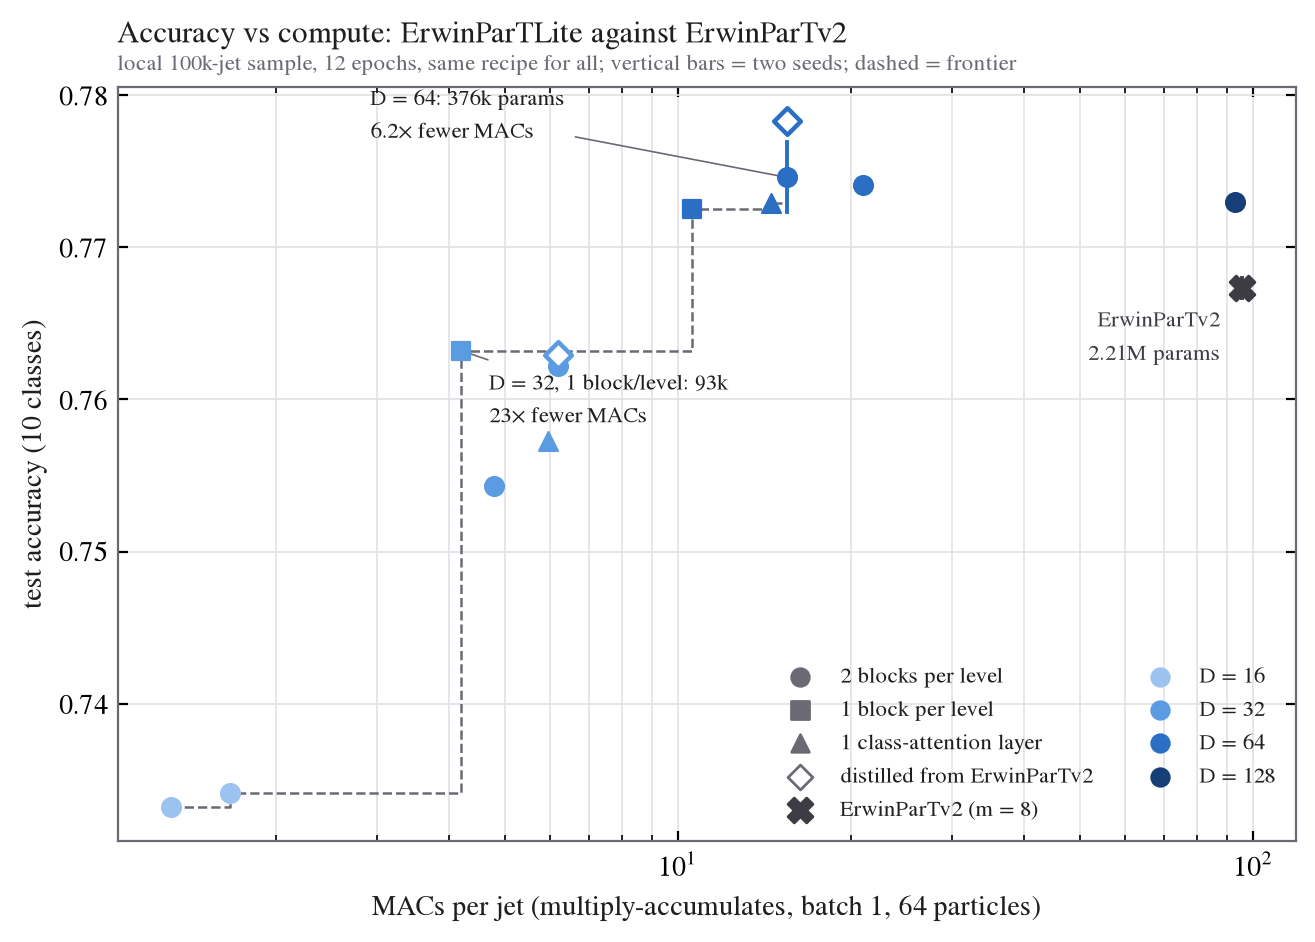 Accuracy vs compute: ErwinParTLite against ErwinParTv2
local 100k-jet sample, 12 epochs, same recipe for all; vertical bars = two seeds; dashed = frontier
0.78
0.77
0.76
0.75
0.74
test accuracy (10 classes)
D = 64: 376k params
6.2× fewer MACs
D = 32, 1 block/level: 93k
23× fewer MACs
ErwinParTv2
2.21M params
2 blocks per level
1 block per level
1 class-attention layer
distilled from ErwinParTv2
ErwinParTv2 (m = 8)
D = 16
D = 32
D = 64
D = 128
10¹
10²
MACs per jet (multiply-accumulates, batch 1, 64 particles)